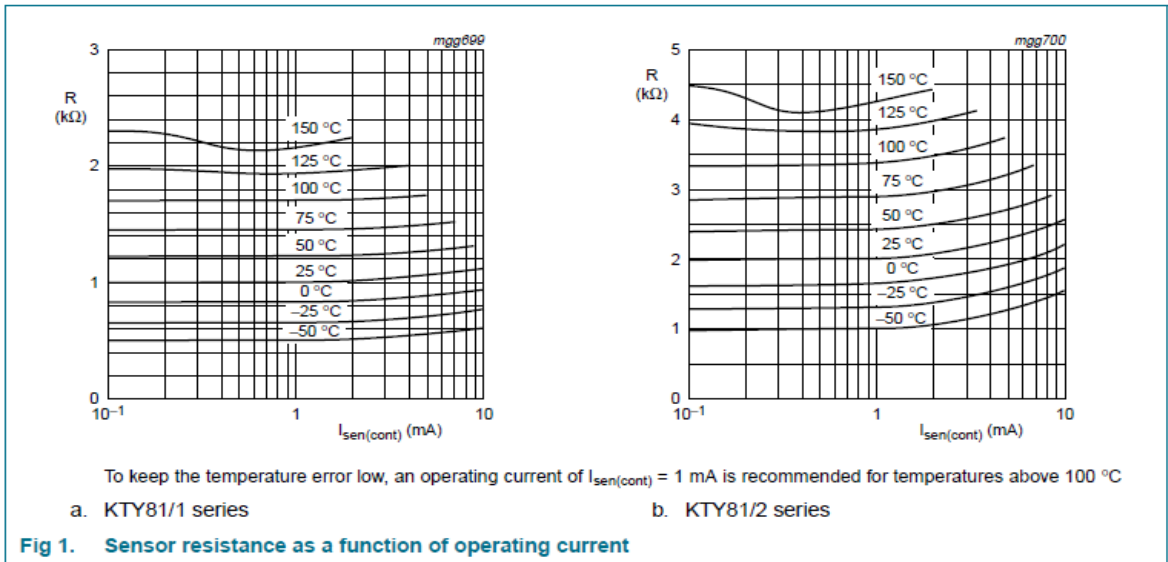 mgg699
3
R
(kΩ)
2
1
0
150 °C
125 °C
100 °C
75 °C
50 °C
25 °C
0 °C
–25 °C
–50 °C
10–1
1
10
Isen(cont) (mA)
mgg700
5
R
(kΩ)
4
3
2
1
0
150 °C
125 °C
100 °C
75 °C
50 °C
25 °C
0 °C
–25 °C
–50 °C
10–1
1
10
Isen(cont) (mA)
To keep the temperature error low, an operating current of Isen(cont) = 1 mA is recommended for temperatures above 100 °C
a. KTY81/1 series
b. KTY81/2 series
Fig 1. Sensor resistance as a function of operating current